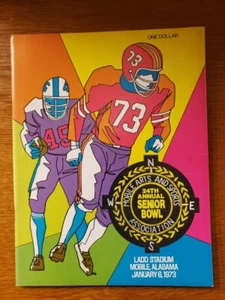 ONE DOLLAR
73
73
45
N
MOBILE ARTS AND SPORTS
24TH
ANNUAL
SENIOR
BOWL
W
E
ASSOCIATION
S
LADD STADIUM
MOBILE, ALABAMA
JANUARY 6, 1973